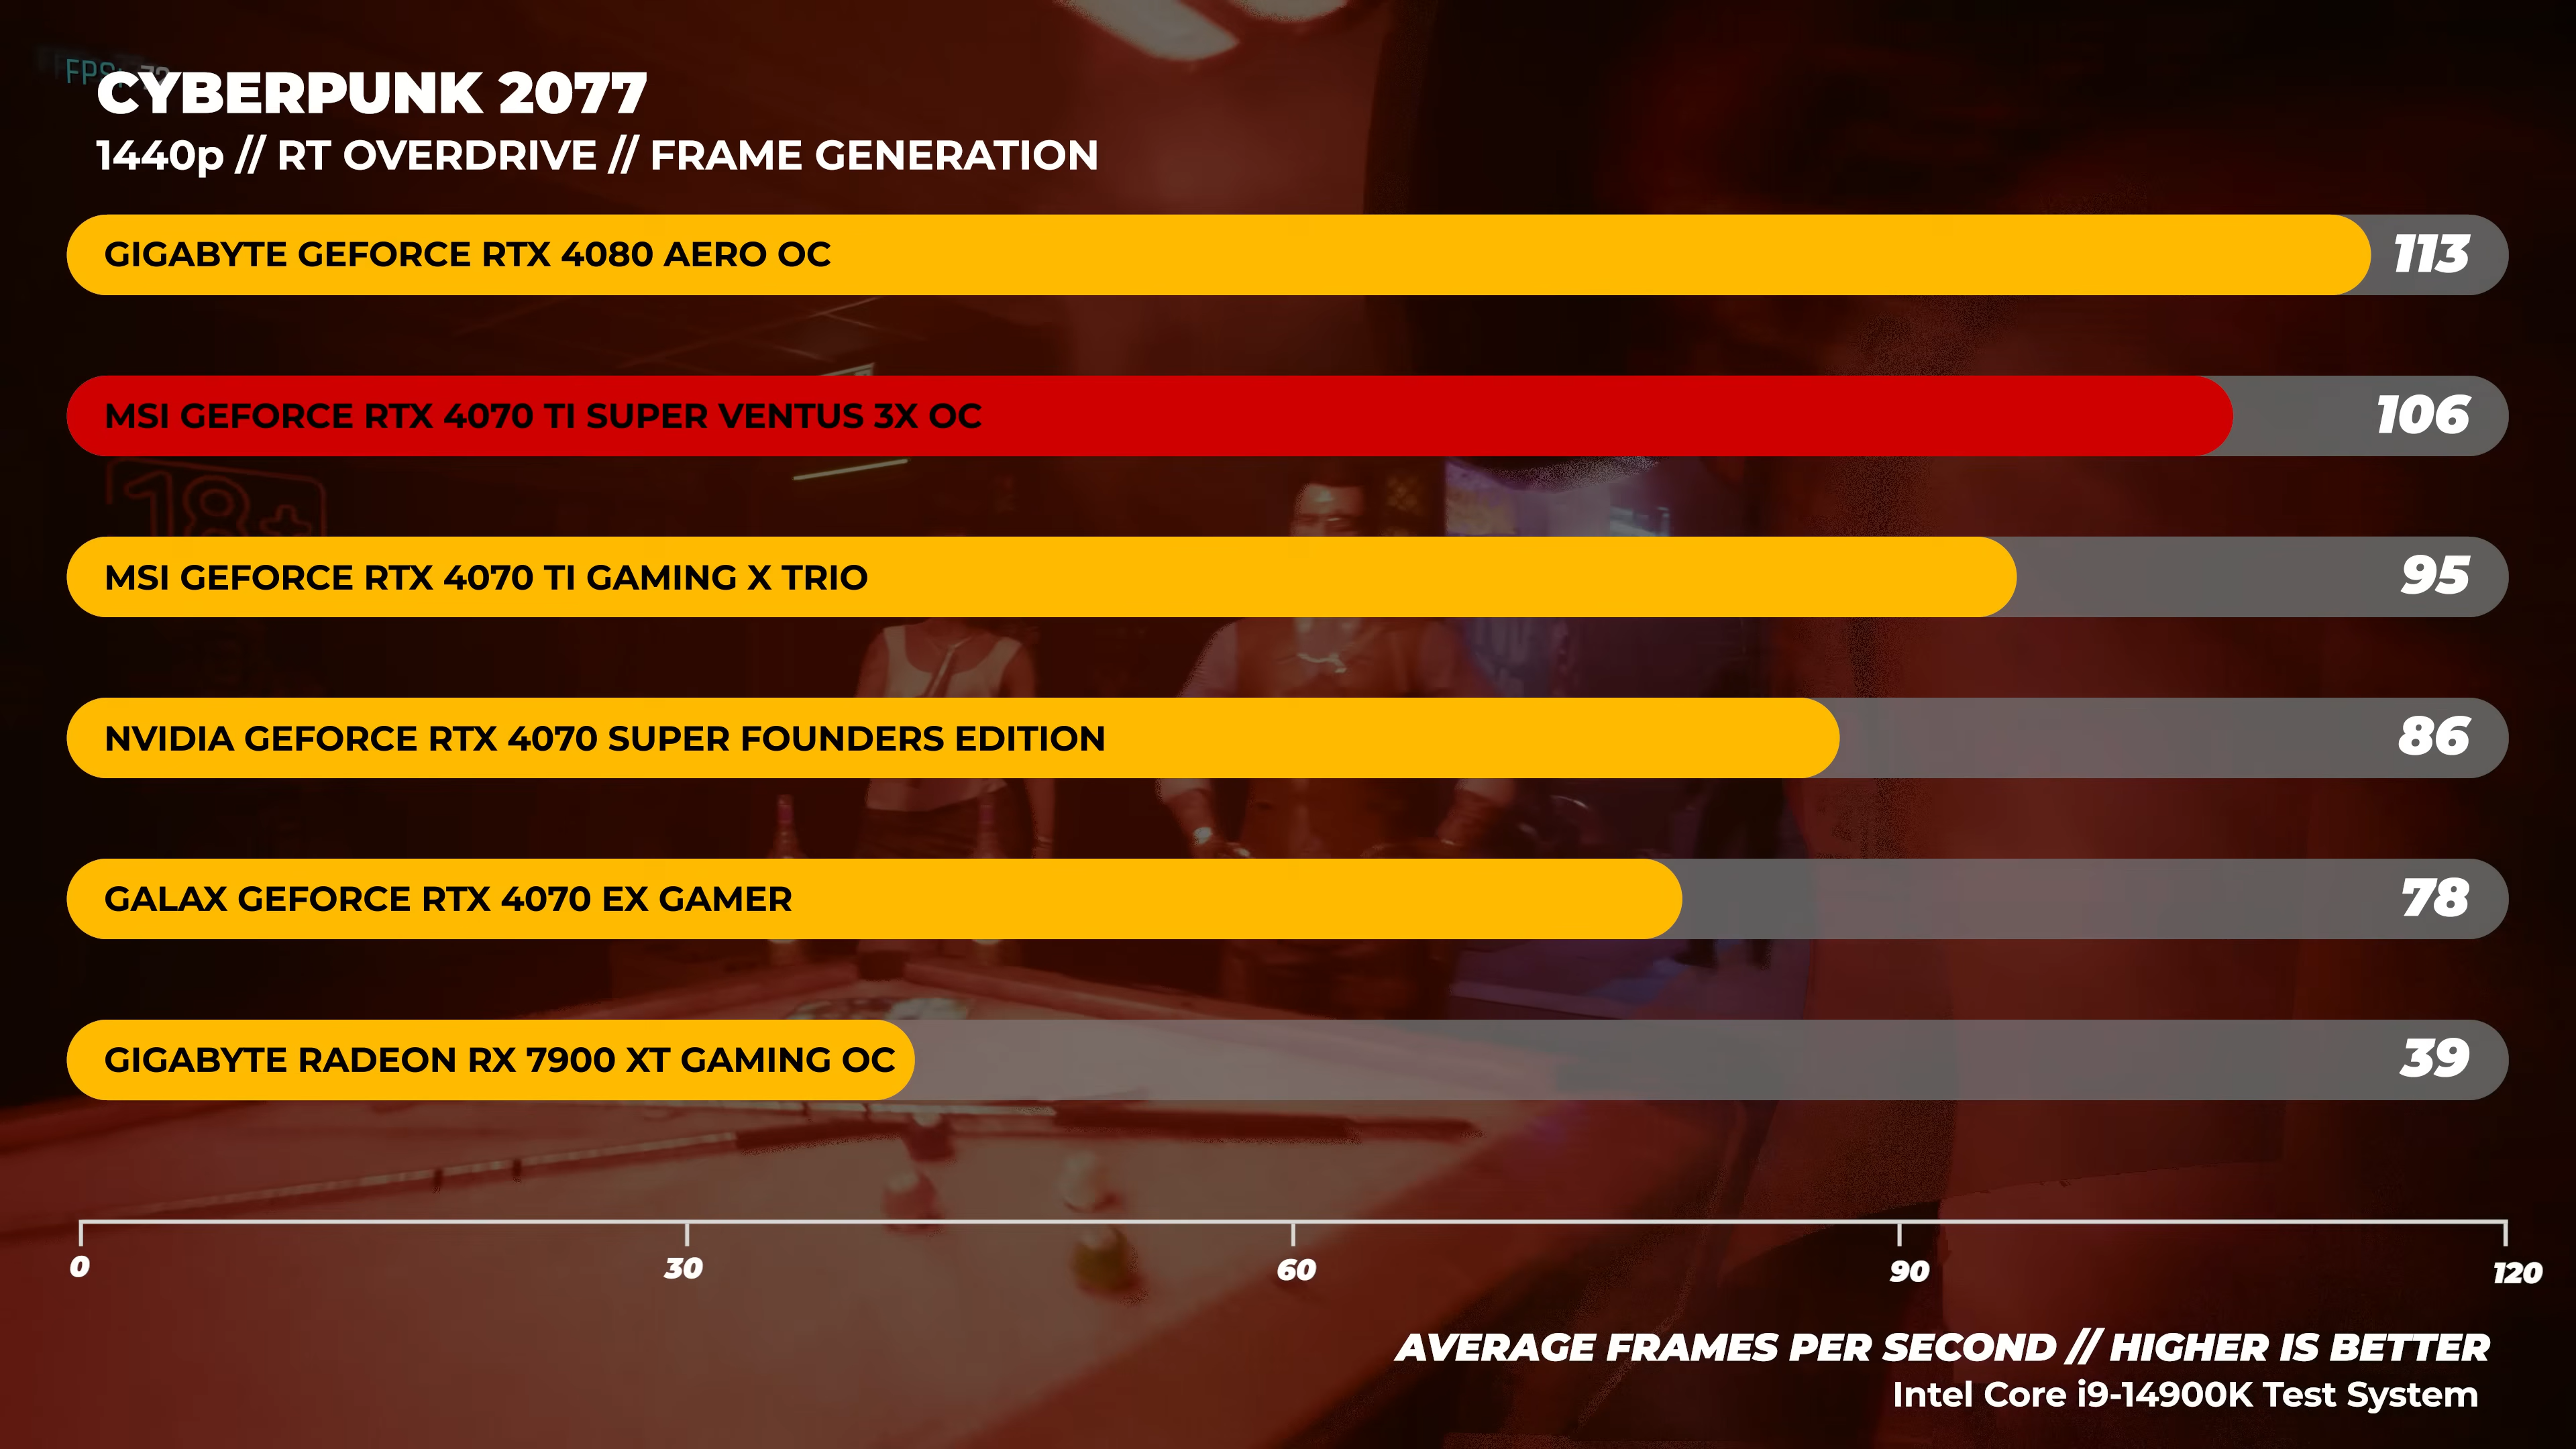 CYBERPUNK 2077
1440p // RT OVERDRIVE // FRAME GENERATION
GIGABYTE GEFORCE RTX 4080 AERO OC 113
MSI GEFORCE RTX 4070 TI SUPER VENTUS 3X OC 106
18+
MSI GEFORCE RTX 4070 TI GAMING X TRIO 95
NVIDIA GEFORCE RTX 4070 SUPER FOUNDERS EDITION 86
GALAX GEFORCE RTX 4070 EX GAMER 78
GIGABYTE RADEON RX 7900 XT GAMING OC 39
0 30 60 90 120
AVERAGE FRAMES PER SECOND // HIGHER IS BETTER
Intel Core i9-14900K Test System